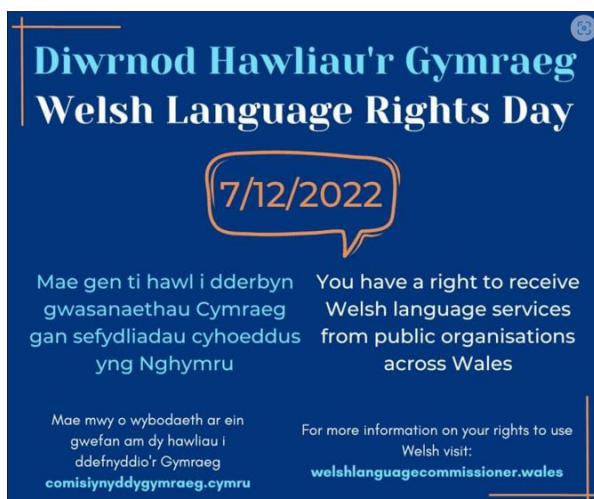 Diwrnod Hawliau'r Gymraeg
Welsh Language Rights Day
7/12/2022
Mae gen ti hawl i dderbyn
gwasanaethau Cymraeg
gan sefydliadau cyhoeddus
yng Nghymru
You have a right to receive
Welsh language services
from public organisations
across Wales
Mae mwy o wybodaeth ar ein
gwefan am dy hawliau i
ddefnyddio'r Gymraeg
comisiynyddygymraeg.cymru
For more information on your rights to use
Welsh visit:
welshlanguagecommissioner.wales